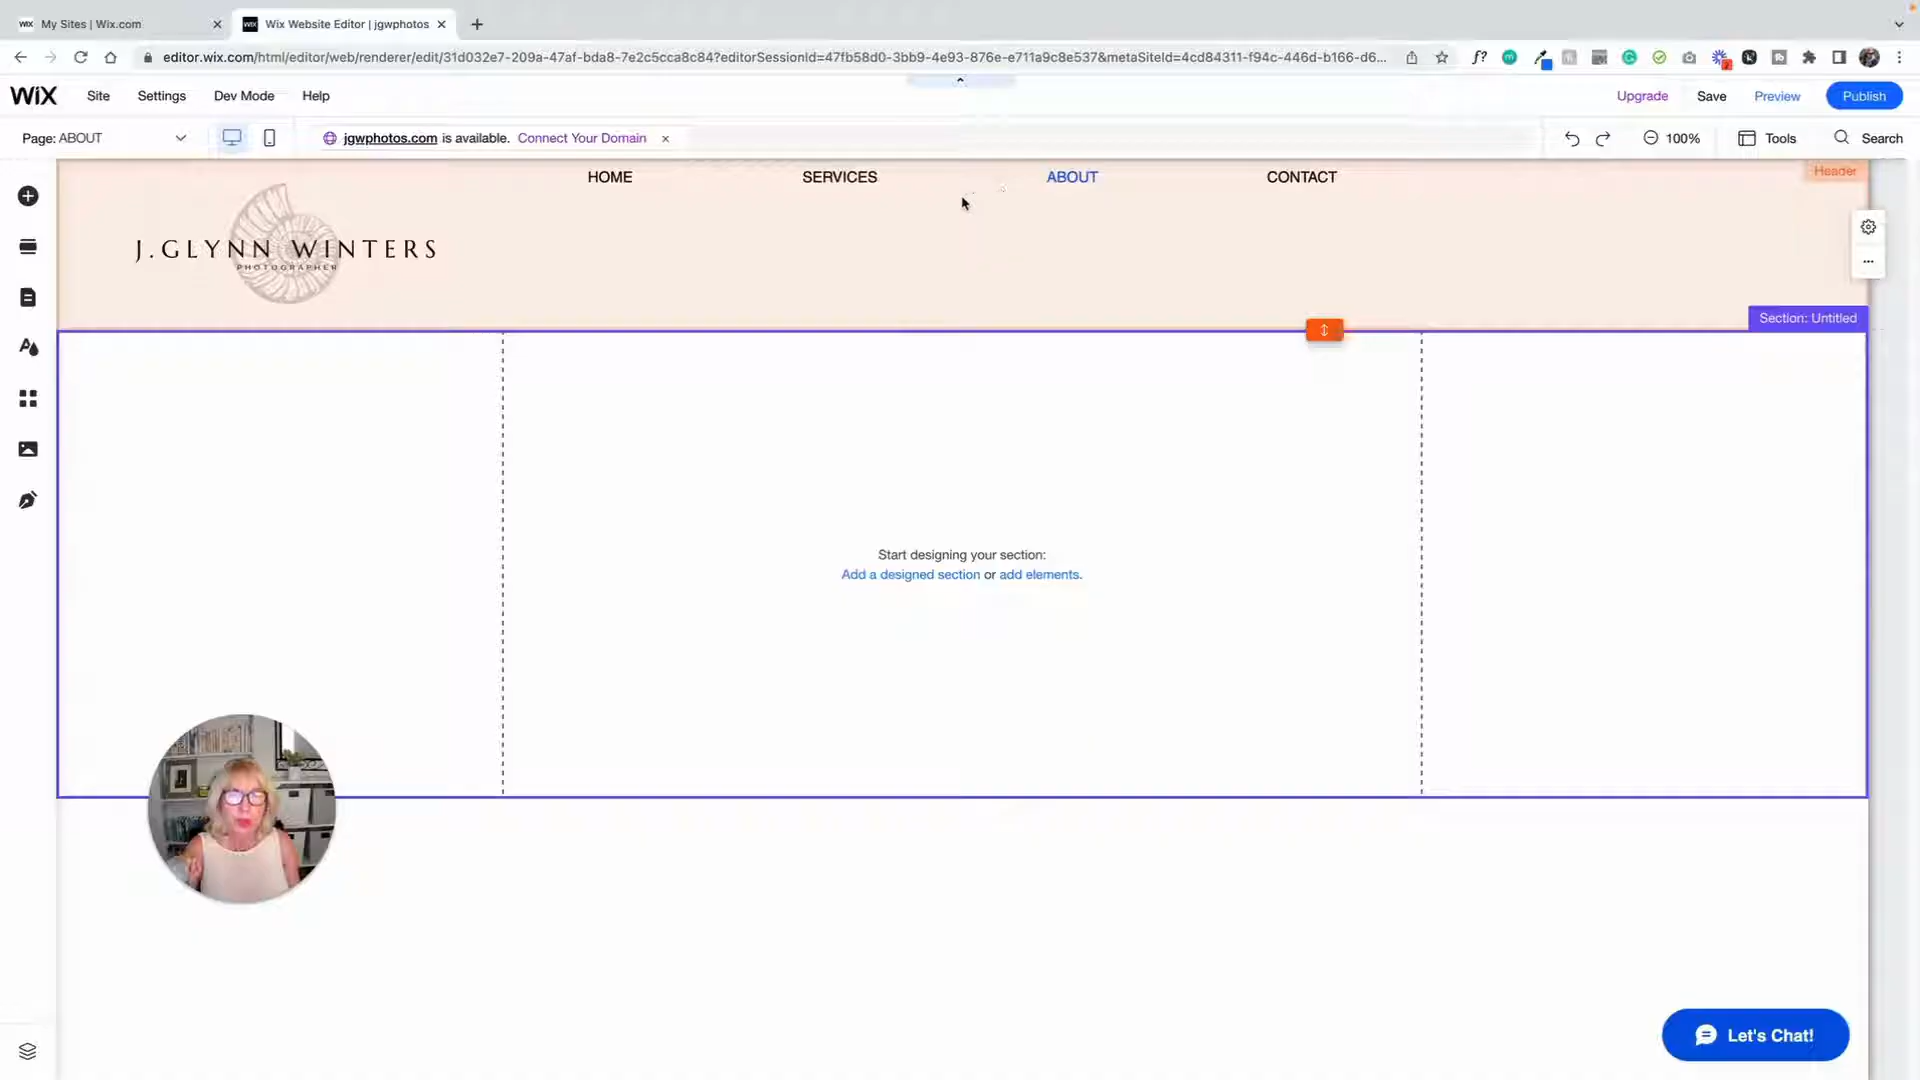 WiX My Sites | Wix.com
WiX Wix Website Editor | jgwphotos
editor.wix.com/html/editor/web/renderer/edit/31d032e7-209a-47af-bda8-7e2c5cca8c84?editorSessionId=47fb58d0-3bb9-4e93-876e-e711a9c8e537&metaSiteId=4cd84311-f94c-446d-b166-d6...
WiX Site Settings Dev Mode Help Upgrade Save Preview Publish
Page: ABOUT jgwphotos.com is available. Connect Your Domain 100% Tools Search
HOME SERVICES ABOUT CONTACT Header
J.GLYNN WINTERS
PHOTOGRAPHER
Section: Untitled
Start designing your section:
Add a designed section or add elements.
Let's Chat!